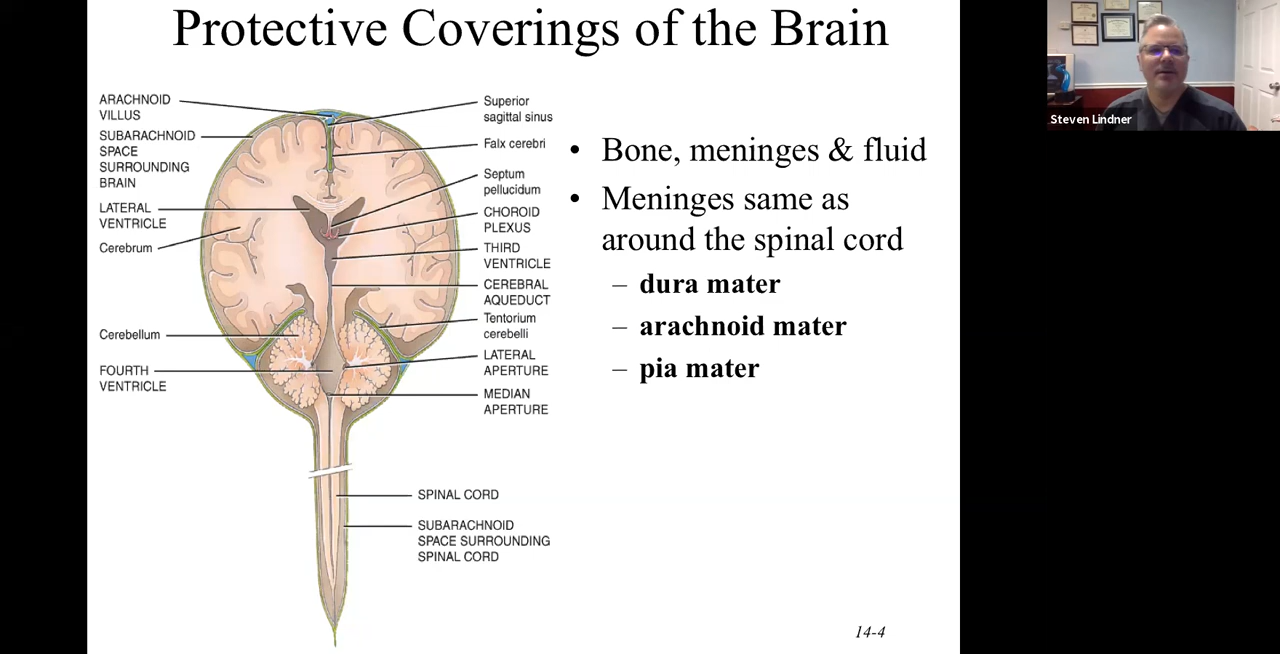 Protective Coverings of the Brain
ARACHNOID
VILLUS
SUBARACHNOID
SPACE
SURROUNDING
BRAIN
LATERAL
VENTRICLE
Cerebrum
Cerebellum
FOURTH
VENTRICLE
Superior
sagittal sinus
Falx cerebri
Septum
pellucidum
CHOROID
PLEXUS
THIRD
VENTRICLE
CEREBRAL
AQUEDUCT
Tentorium
cerebelli
LATERAL
APERTURE
MEDIAN
APERTURE
SPINAL CORD
SUBARACHNOID
SPACE SURROUNDING
SPINAL CORD
• Bone, meninges & fluid
• Meninges same as
around the spinal cord
– dura mater
– arachnoid mater
– pia mater
14-4
Steven Lindner